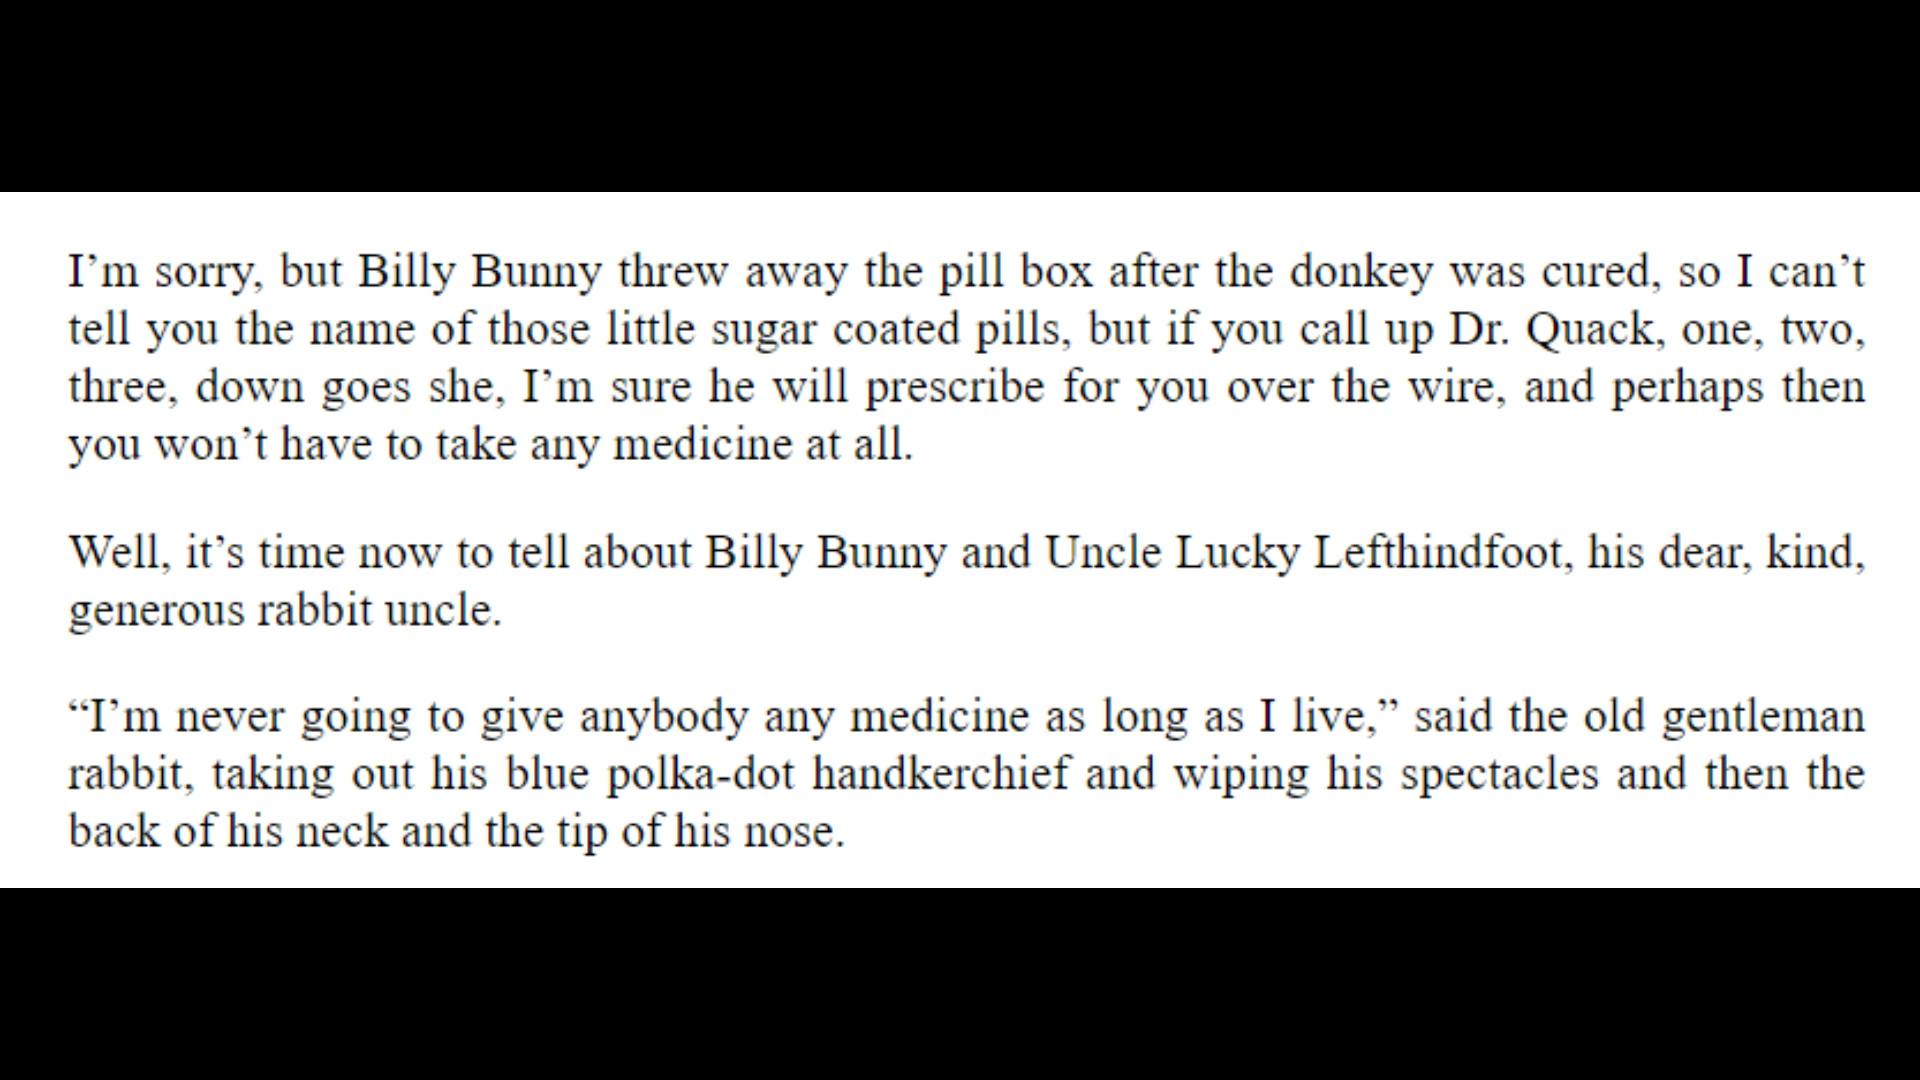 I’m sorry, but Billy Bunny threw away the pill box after the donkey was cured, so I can’t
tell you the name of those little sugar coated pills, but if you call up Dr. Quack, one, two,
three, down goes she, I’m sure he will prescribe for you over the wire, and perhaps then
you won’t have to take any medicine at all.
Well, it’s time now to tell about Billy Bunny and Uncle Lucky Lefthindfoot, his dear, kind,
generous rabbit uncle.
“I’m never going to give anybody any medicine as long as I live,” said the old gentleman
rabbit, taking out his blue polka-dot handkerchief and wiping his spectacles and then the
back of his neck and the tip of his nose.